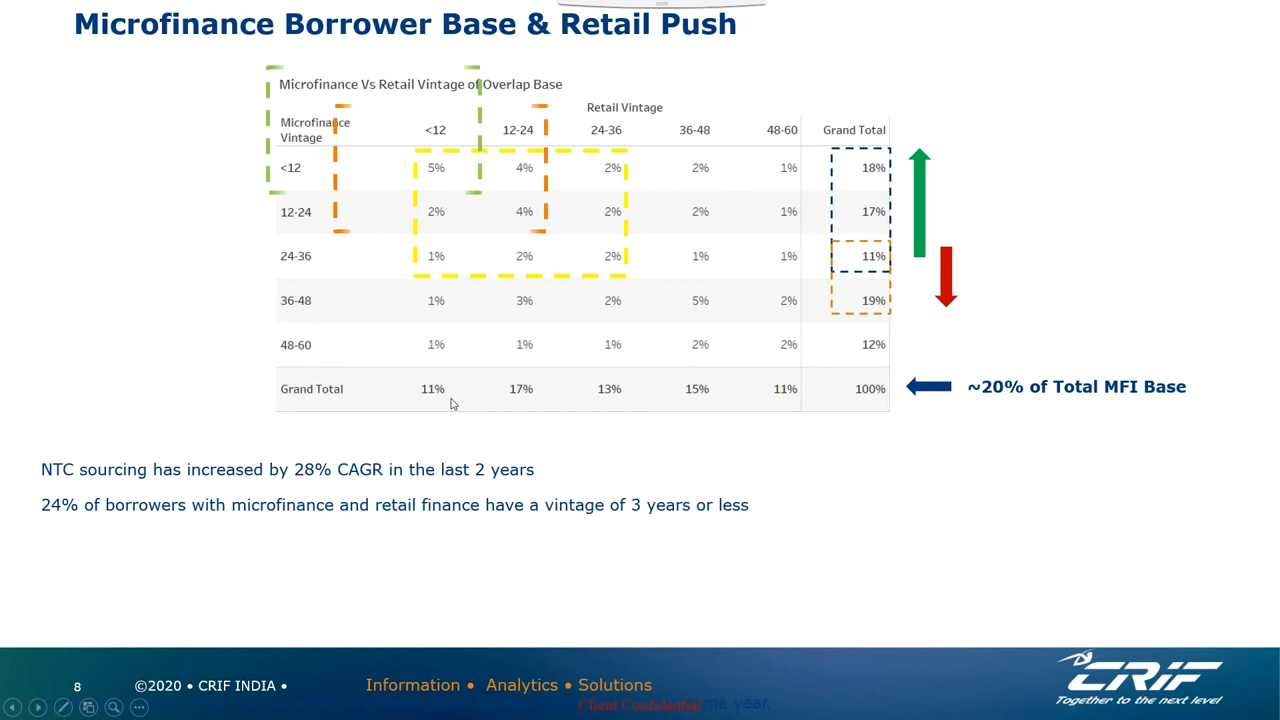 Microfinance Borrower Base & Retail Push
Microfinance Vs Retail Vintage of Overlap Base
Retail Vintage
Microfinance Vintage <12 12-24 24-36 36-48 48-60 Grand Total
<12 5% 4% 2% 2% 1% 18%
12-24 2% 4% 2% 2% 1% 17%
24-36 1% 2% 2% 1% 1% 11%
36-48 1% 3% 2% 5% 2% 19%
48-60 1% 1% 1% 2% 2% 12%
Grand Total 11% 17% 13% 15% 11% 100%
~20% of Total MFI Base
NTC sourcing has increased by 28% CAGR in the last 2 years
24% of borrowers with microfinance and retail finance have a vintage of 3 years or less
8 ©2020 • CRIF INDIA • Information • Analytics • Solutions
Client Confidential
CRIF
Together to the next level